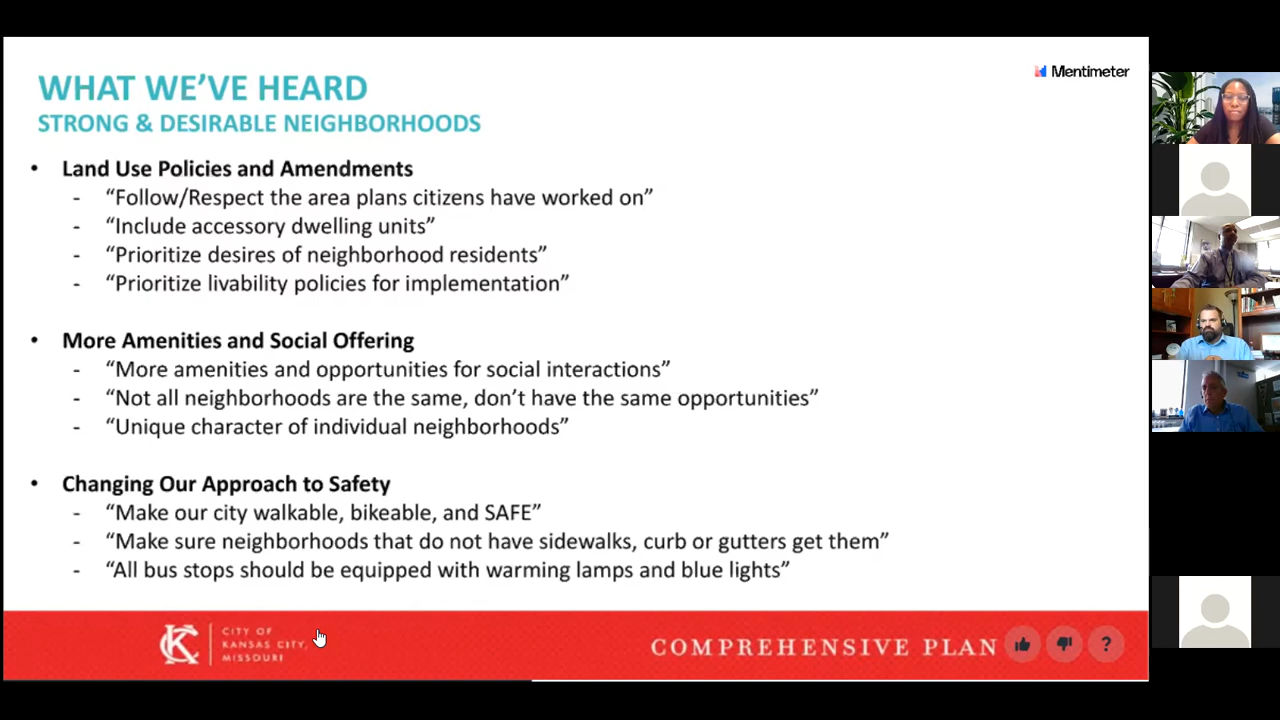 Mentimeter
WHAT WE’VE HEARD
STRONG & DESIRABLE NEIGHBORHOODS
• Land Use Policies and Amendments
- “Follow/Respect the area plans citizens have worked on”
- “Include accessory dwelling units”
- “Prioritize desires of neighborhood residents”
- “Prioritize livability policies for implementation”
• More Amenities and Social Offering
- “More amenities and opportunities for social interactions”
- “Not all neighborhoods are the same, don’t have the same opportunities”
- “Unique character of individual neighborhoods”
• Changing Our Approach to Safety
- “Make our city walkable, bikeable, and SAFE”
- “Make sure neighborhoods that do not have sidewalks, curb or gutters get them”
- “All bus stops should be equipped with warming lamps and blue lights”
KC
CITY OF
KANSAS CITY,
MISSOURI
COMPREHENSIVE PLAN
?